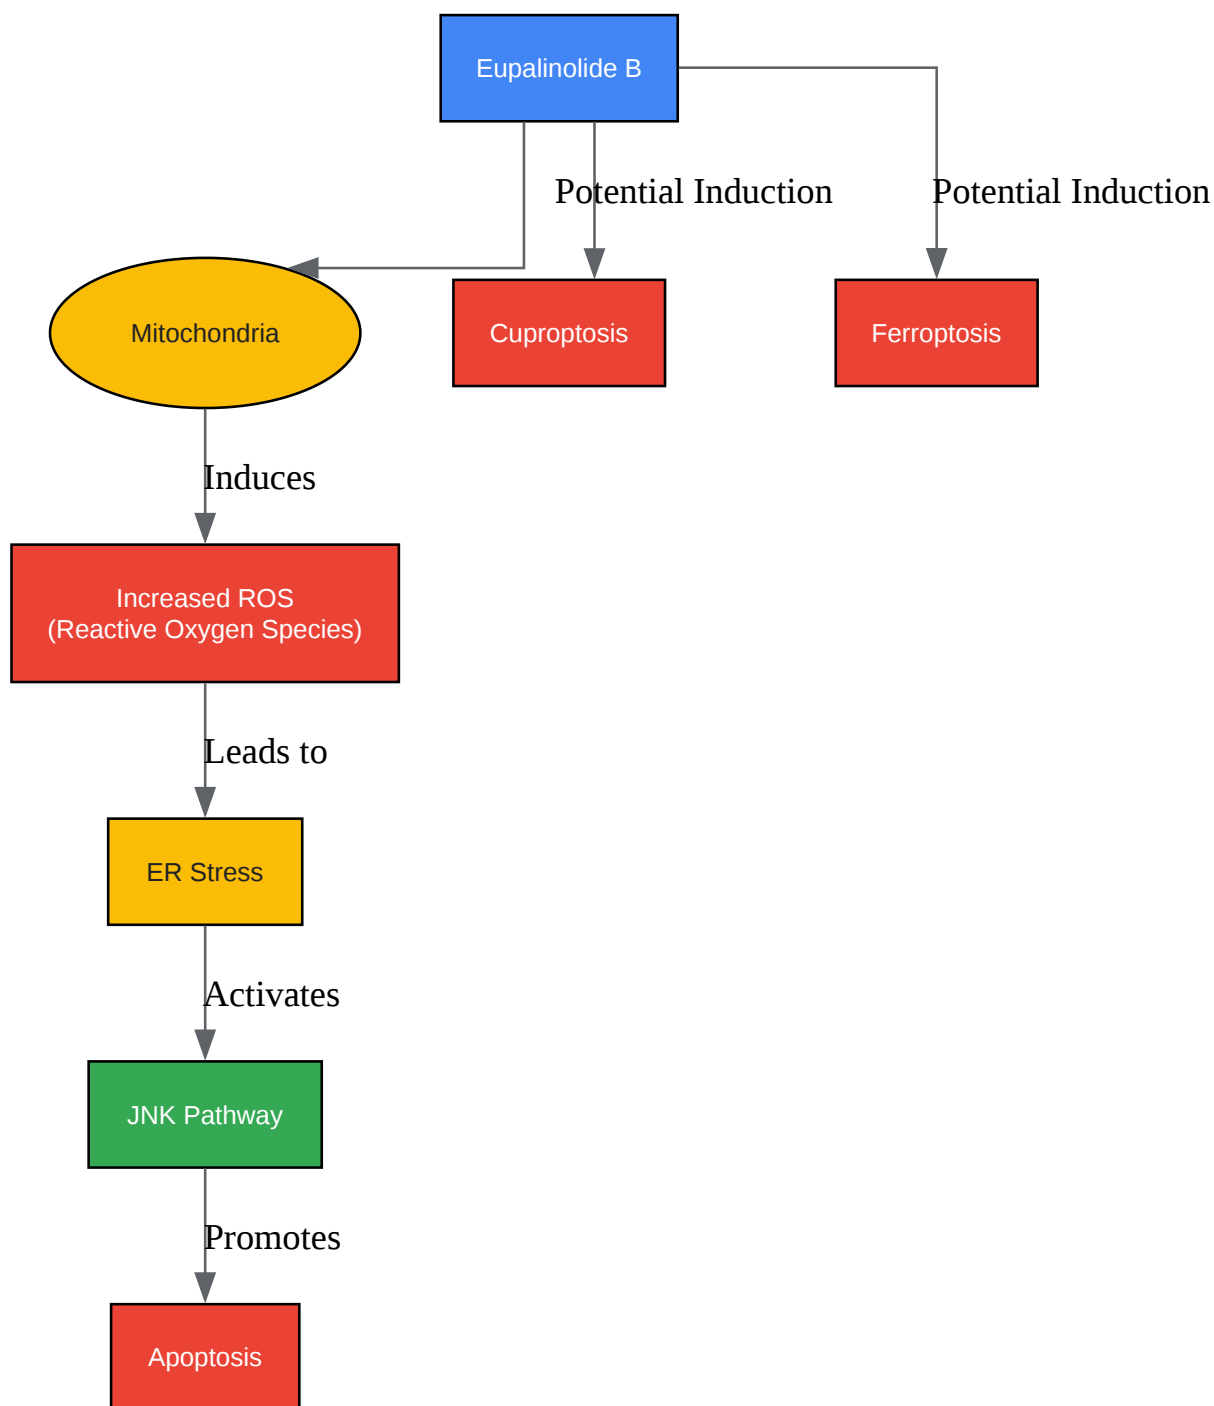 Eupalinolide B
Potential Induction
Potential Induction
Mitochondria
Cuproptosis
Ferroptosis
Induces
Increased ROS
(Reactive Oxygen Species)
Leads to
ER Stress
Activates
JNK Pathway
Promotes
Apoptosis